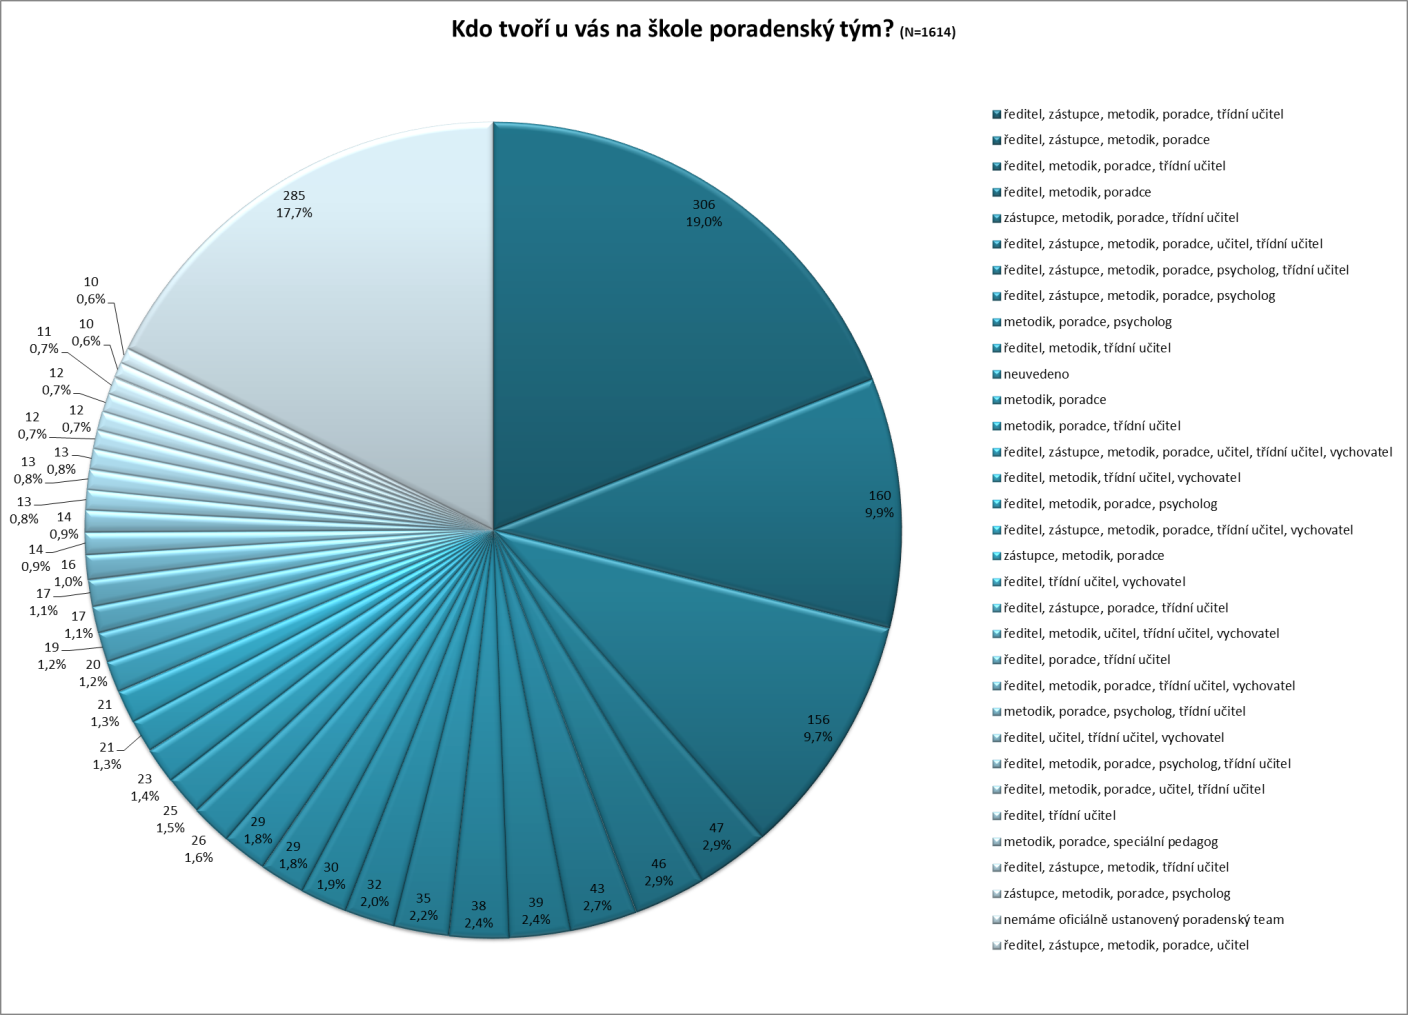 Kdo tvoří u vás na škole poradenský tým? (N=1614)
306
19,0%
160
9,9%
156
9,7%
47
2,9%
46
2,9%
43
2,7%
39
2,4%
38
2,4%
35
2,2%
32
2,0%
30
1,9%
29
1,8%
29
1,8%
26
1,6%
25
1,5%
23
1,4%
21
1,3%
21
1,3%
20
1,2%
19
1,2%
17
1,1%
17
1,1%
16
1,0%
14
0,9%
14
0,9%
13
0,8%
13
0,8%
12
0,7%
12
0,7%
12
0,7%
11
0,7%
10
0,6%
10
0,6%
285
17,7%
ředitel, zástupce, metodik, poradce, třídní učitel
ředitel, zástupce, metodik, poradce
ředitel, metodik, poradce, třídní učitel
ředitel, metodik, poradce
zástupce, metodik, poradce, třídní učitel
ředitel, zástupce, metodik, poradce, učitel, třídní učitel
ředitel, zástupce, metodik, poradce, psycholog, třídní učitel
ředitel, zástupce, metodik, poradce, psycholog
metodik, poradce, psycholog
ředitel, metodik, třídní učitel
neuvedeno
metodik, poradce
metodik, poradce, třídní učitel
ředitel, zástupce, metodik, poradce, učitel, třídní učitel, vychovatel
ředitel, metodik, třídní učitel, vychovatel
ředitel, metodik, poradce, psycholog
ředitel, zástupce, metodik, poradce, třídní učitel, vychovatel
zástupce, metodik, poradce
ředitel, třídní učitel, vychovatel
ředitel, zástupce, poradce, třídní učitel
ředitel, metodik, učitel, třídní učitel, vychovatel
ředitel, poradce, třídní učitel
ředitel, metodik, poradce, třídní učitel, vychovatel
metodik, poradce, psycholog, třídní učitel
ředitel, učitel, třídní učitel, vychovatel
ředitel, metodik, poradce, psycholog, třídní učitel
ředitel, metodik, poradce, učitel, třídní učitel
ředitel, třídní učitel
metodik, poradce, speciální pedagog
ředitel, zástupce, metodik, třídní učitel
zástupce, metodik, poradce, psycholog
nemáme oficiálně ustanovený poradenský team
ředitel, zástupce, metodik, poradce, učitel